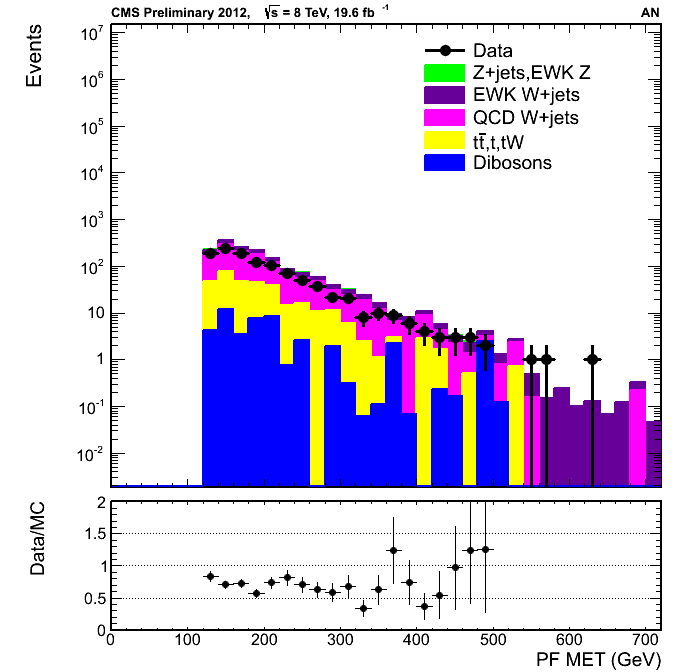 CMS Preliminary 2012, √s = 8 TeV, 19.6 fb⁻¹ AN
Events
10⁷
10⁶
10⁵
10⁴
10³
10²
10
1
10⁻¹
10⁻²
Data
Z+jets,EWK Z
EWK W+jets
QCD W+jets
tt̄,t,tW
Dibosons
Data/MC
2
1.5
1
0.5
0
0 100 200 300 400 500 600 700
PF MET (GeV)